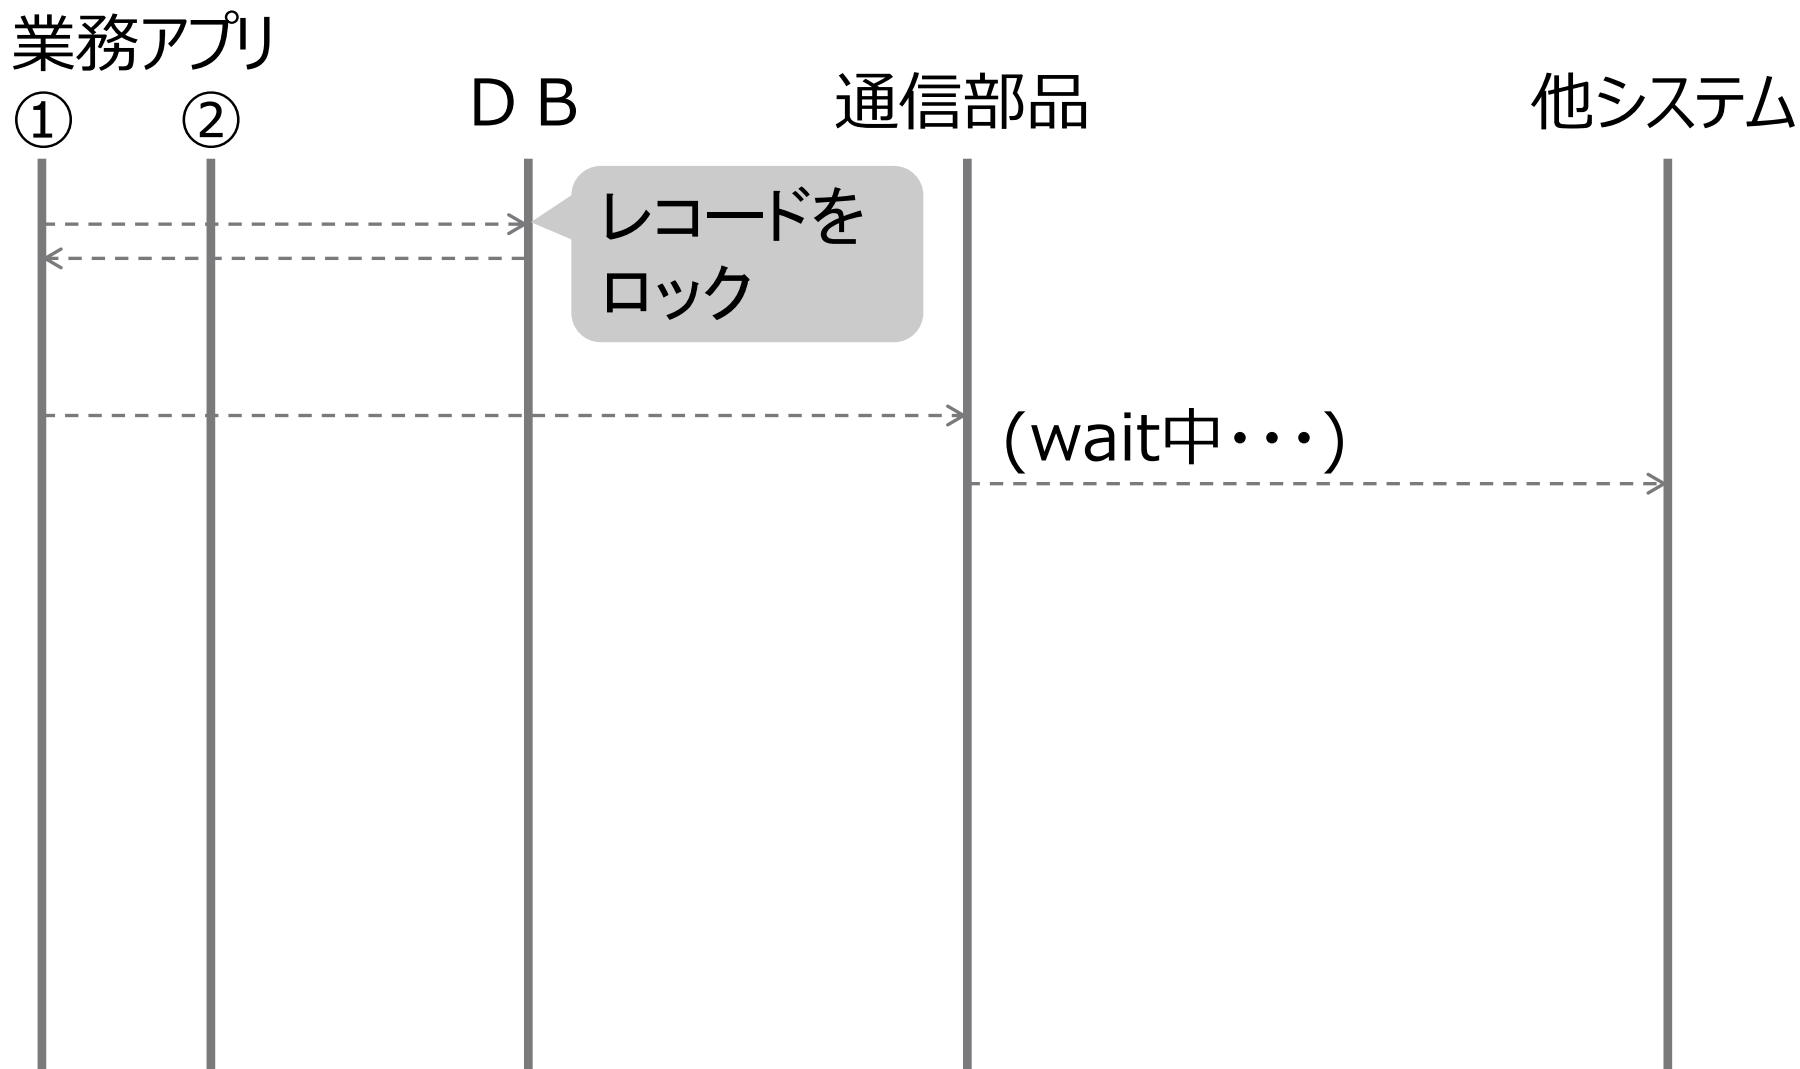 業務アプリ
① ② ＤＢ 通信部品 他システム
レコードを
ロック
(wait中・・・)